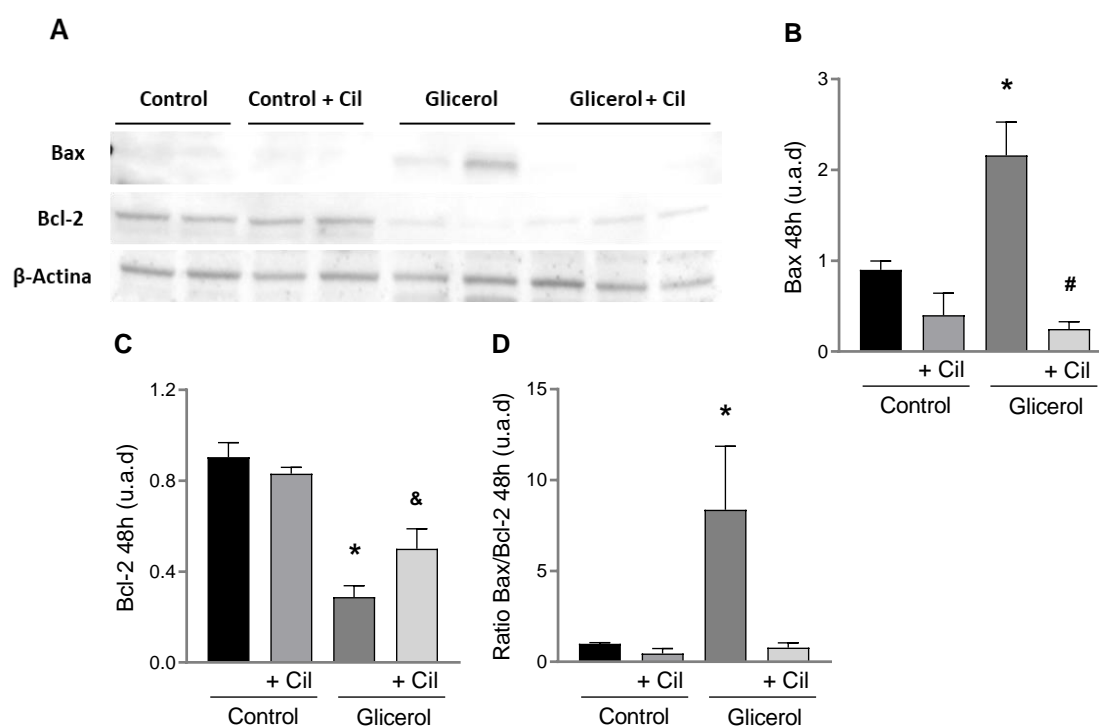 A
Control
Control + Cil
Glicerol
Glicerol + Cil
Bax
Bcl-2
β-Actina
B
Bax 48h (u.a.d)
3
2
1
0
*
#
+ Cil
+ Cil
Control
Glicerol
C
Bcl-2 48h (u.a.d)
1.2
0.8
0.4
0.0
*
&
+ Cil
+ Cil
Control
Glicerol
D
Ratio Bax/Bcl-2 48h (u.a.d)
15
10
5
0
*
+ Cil
+ Cil
Control
Glicerol